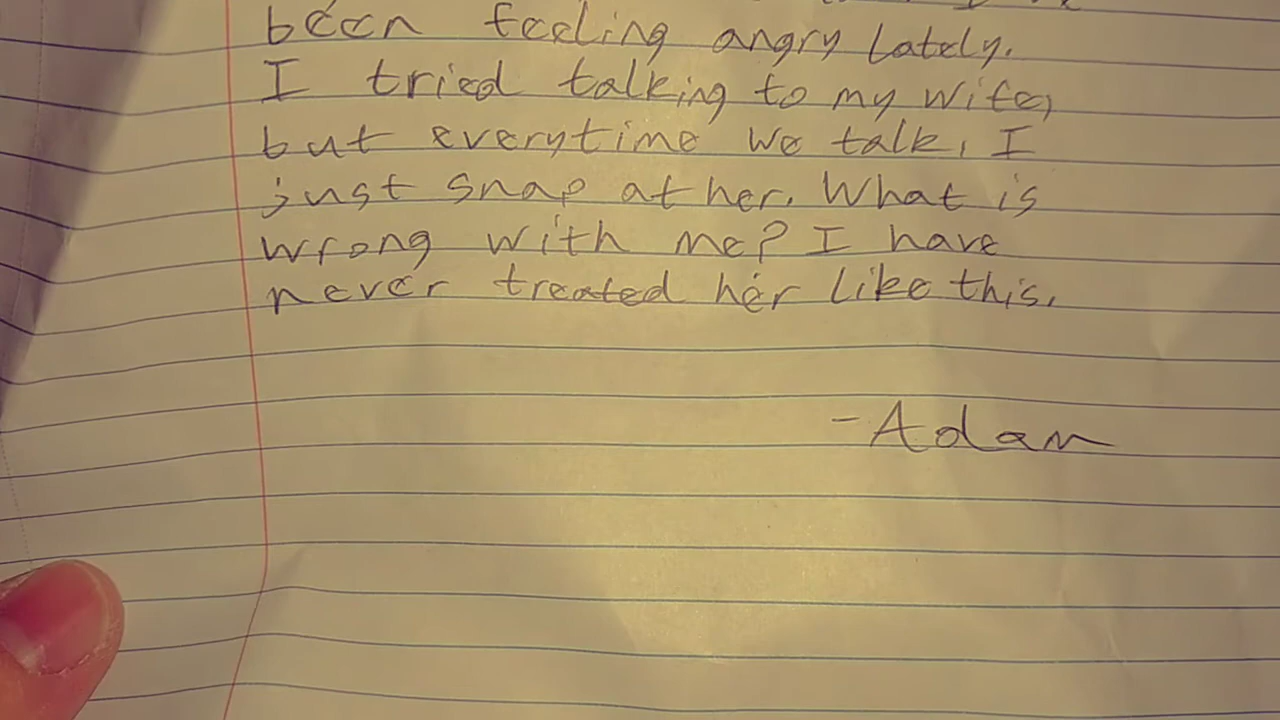 been feeling angry lately.
I tried talking to my wife,
but everytime we talk, I
just snap at her. What is
wrong with me? I have
never treated her like this.
-Adam